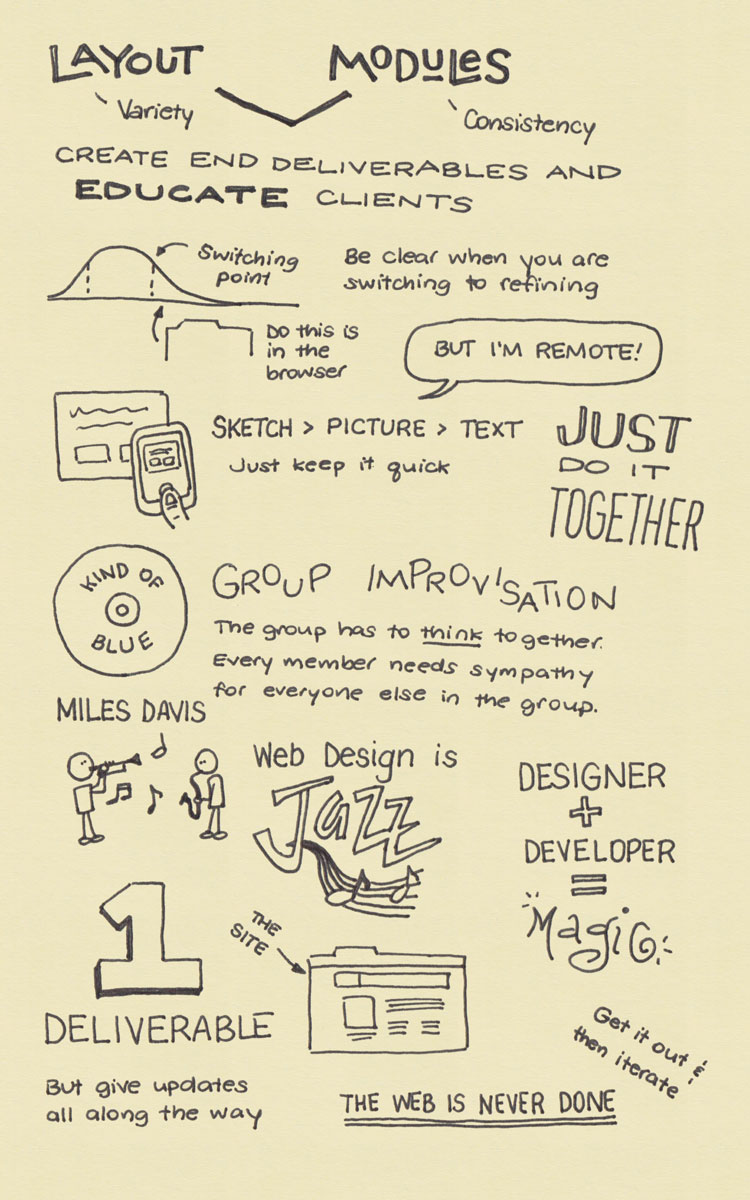 LAYOUT
MODULES
Variety
Consistency
CREATE END DELIVERABLES AND
EDUCATE CLIENTS
Switching
point
Be clear when you are
switching to refining
Do this is
in the
browser
BUT I'M REMOTE!
SKETCH > PICTURE > TEXT
Just keep it quick
JUST
DO IT
TOGETHER
KIND OF
BLUE
MILES DAVIS
GROUP IMPROVISATION
The group has to think together.
Every member needs sympathy
for everyone else in the group.
Web Design is
Jazz
DESIGNER
+
DEVELOPER
=
Magic
1
DELIVERABLE
But give updates
all along the way
THE
SITE
Get it out &
then iterate
THE WEB IS NEVER DONE